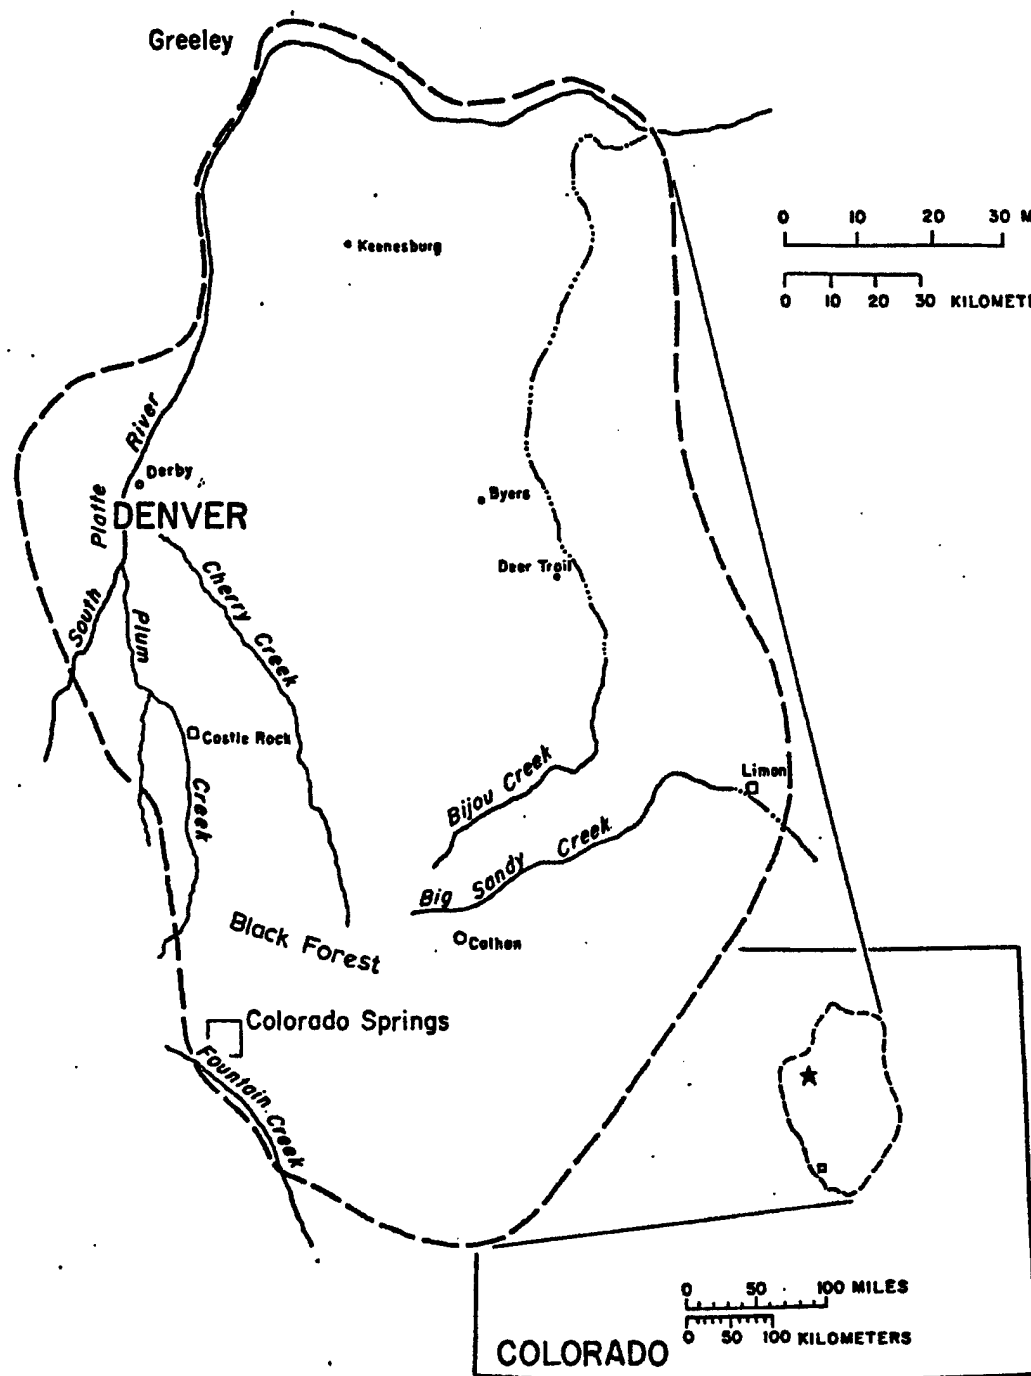 Greeley
0 10 20 30 M
0 10 20 30 KILOMETE
Keenesburg
South Platte River
Derby
DENVER
Byers
Deer Trail
Cherry Creek
Plum Creek
Castle Rock
Bijou Creek
Limon
Big Sandy Creek
Calhan
Black Forest
Colorado Springs
Fountain Creek
0 50 100 MILES
0 50 100 KILOMETERS
COLORADO